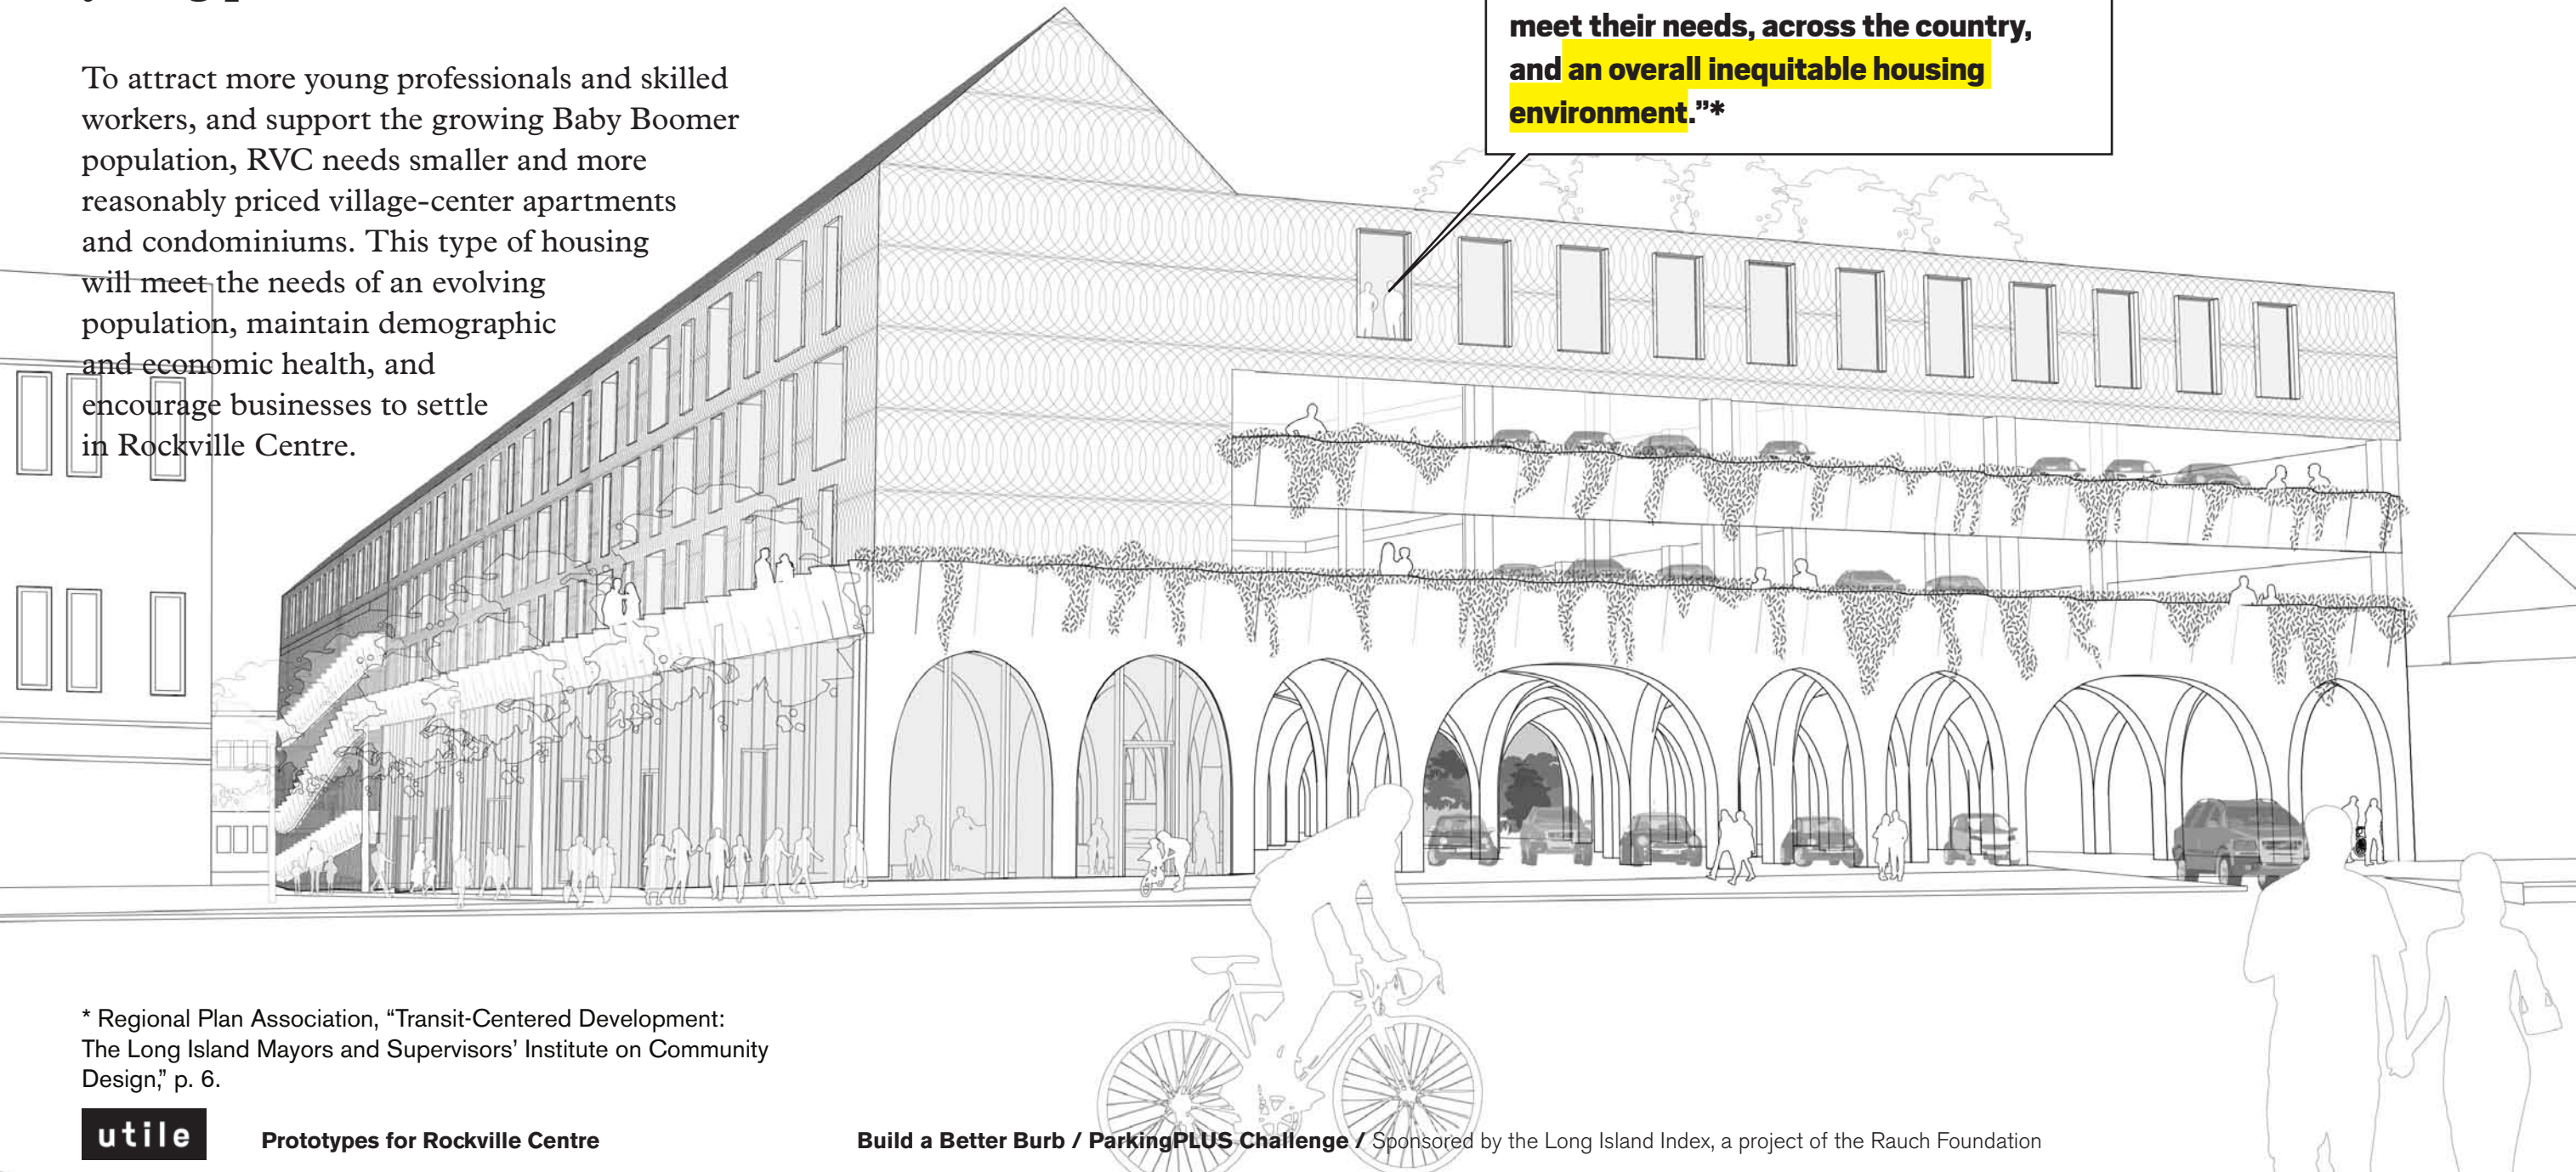 To attract more young professionals and skilled
workers, and support the growing Baby Boomer
population, RVC needs smaller and more
reasonably priced village-center apartments
and condominiums. This type of housing
will meet the needs of an evolving
population, maintain demographic
and economic health, and
encourage businesses to settle
in Rockville Centre.
meet their needs, across the country,
and an overall inequitable housing
environment.”*
* Regional Plan Association, “Transit-Centered Development:
The Long Island Mayors and Supervisors’ Institute on Community
Design,” p. 6.
utile
Prototypes for Rockville Centre
Build a Better Burb / ParkingPLUS Challenge / Sponsored by the Long Island Index, a project of the Rauch Foundation